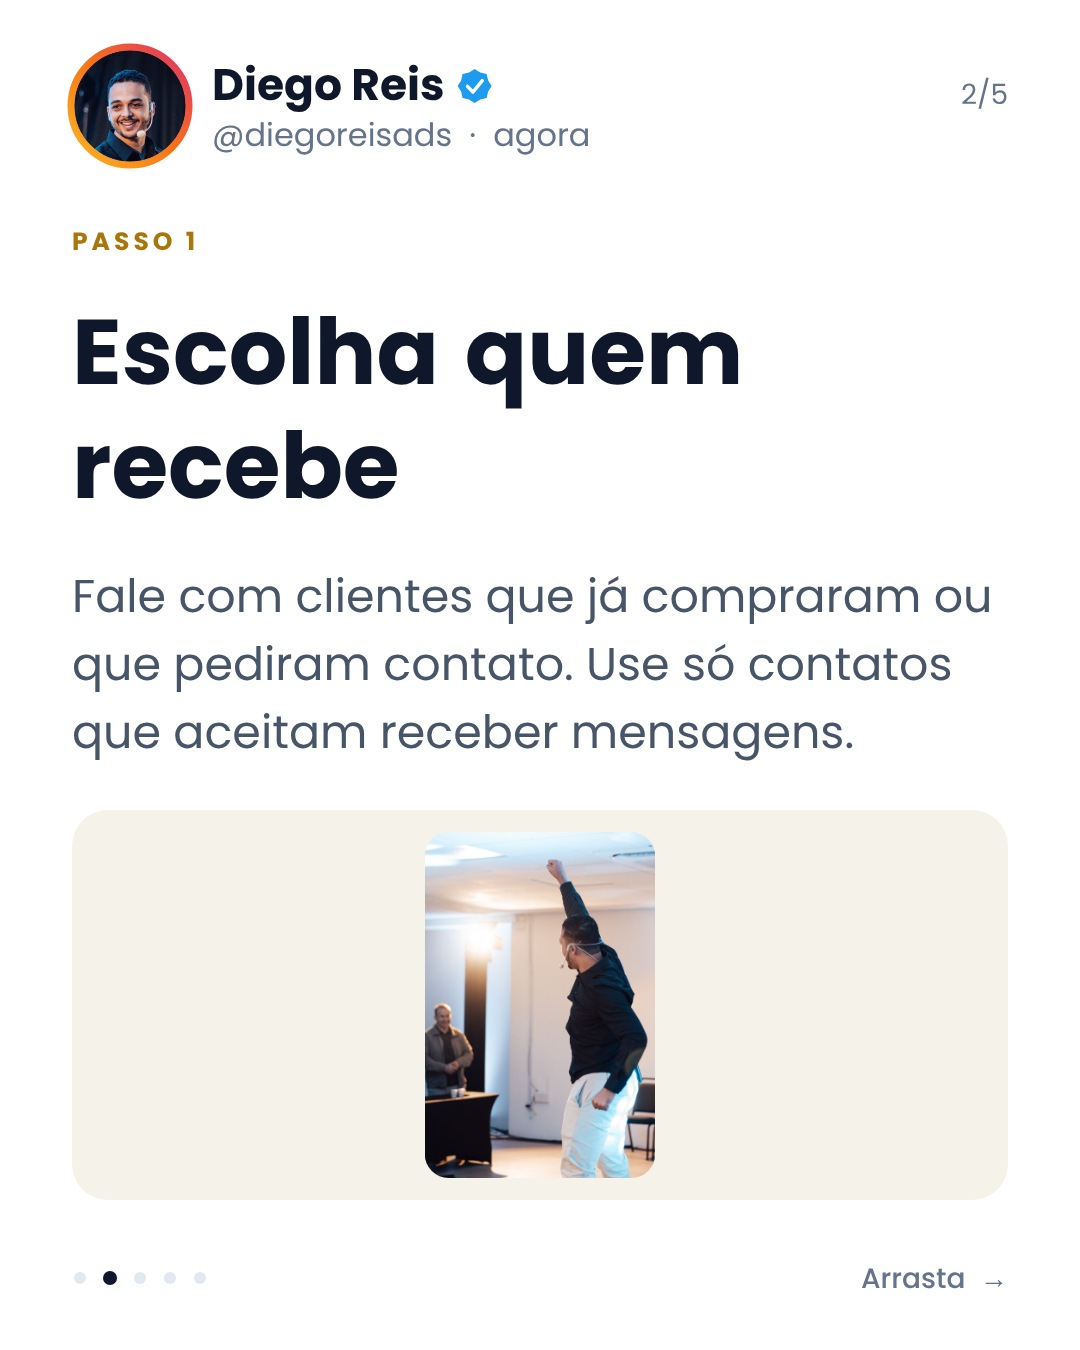 Diego Reis
@diegoreisads · agora
2/5
PASSO 1
Escolha quem
recebe
Fale com clientes que já compraram ou
que pediram contato. Use só contatos
que aceitam receber mensagens.
Arrasta →